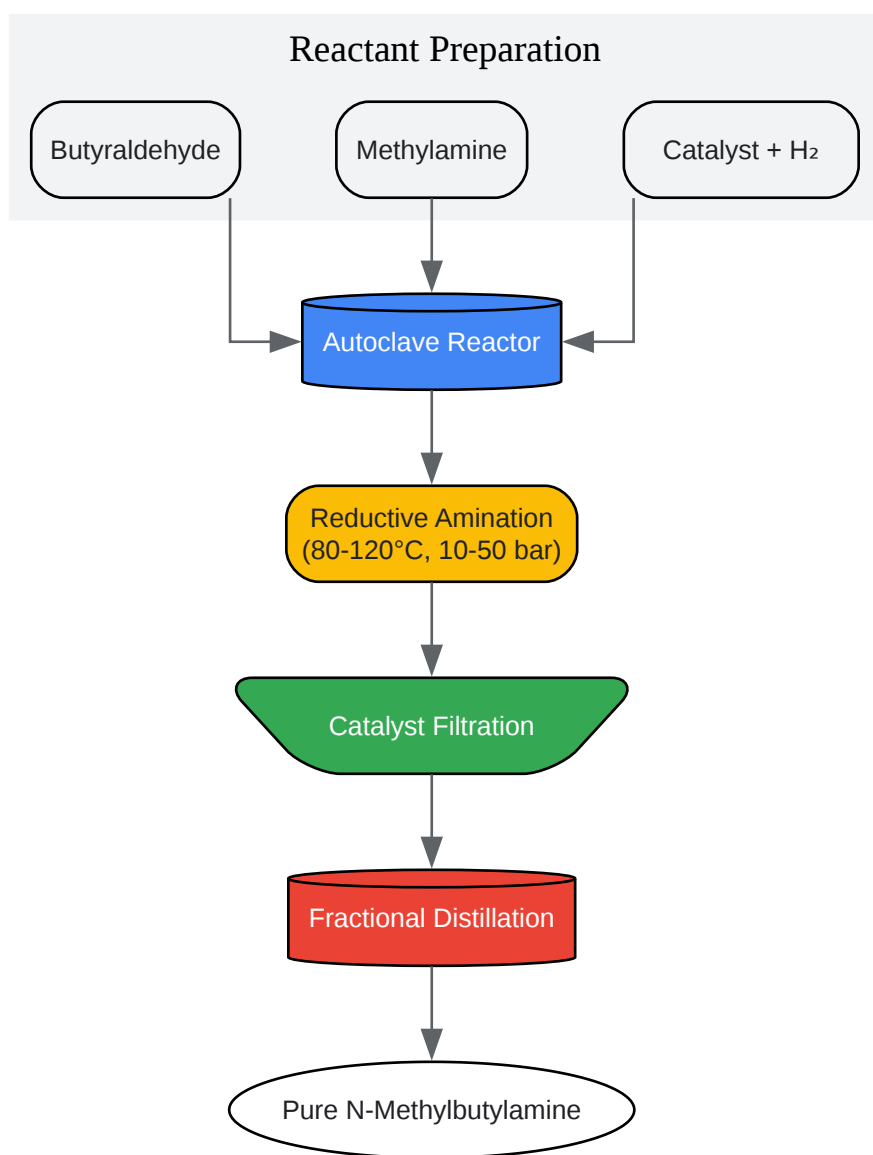 Reactant Preparation
Butyraldehyde
Methylamine
Catalyst + H₂
Autoclave Reactor
Reductive Amination
(80-120°C, 10-50 bar)
Catalyst Filtration
Fractional Distillation
Pure N-Methylbutylamine